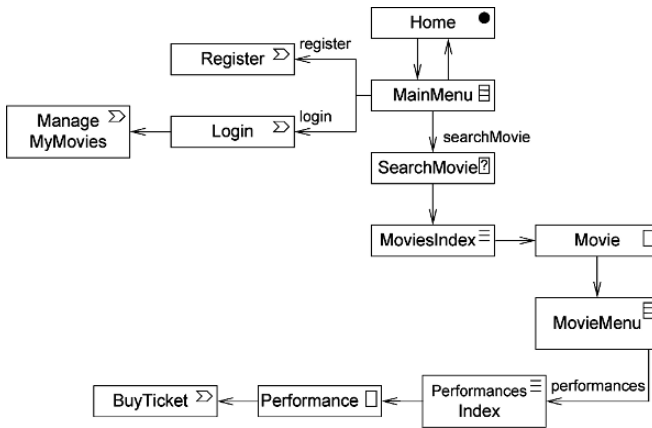 Home
register
Register
MainMenu
login
Manage
MyMovies
Login
searchMovie
SearchMovie ?
MoviesIndex
Movie
MovieMenu
performances
BuyTicket
Performance
Performances
Index